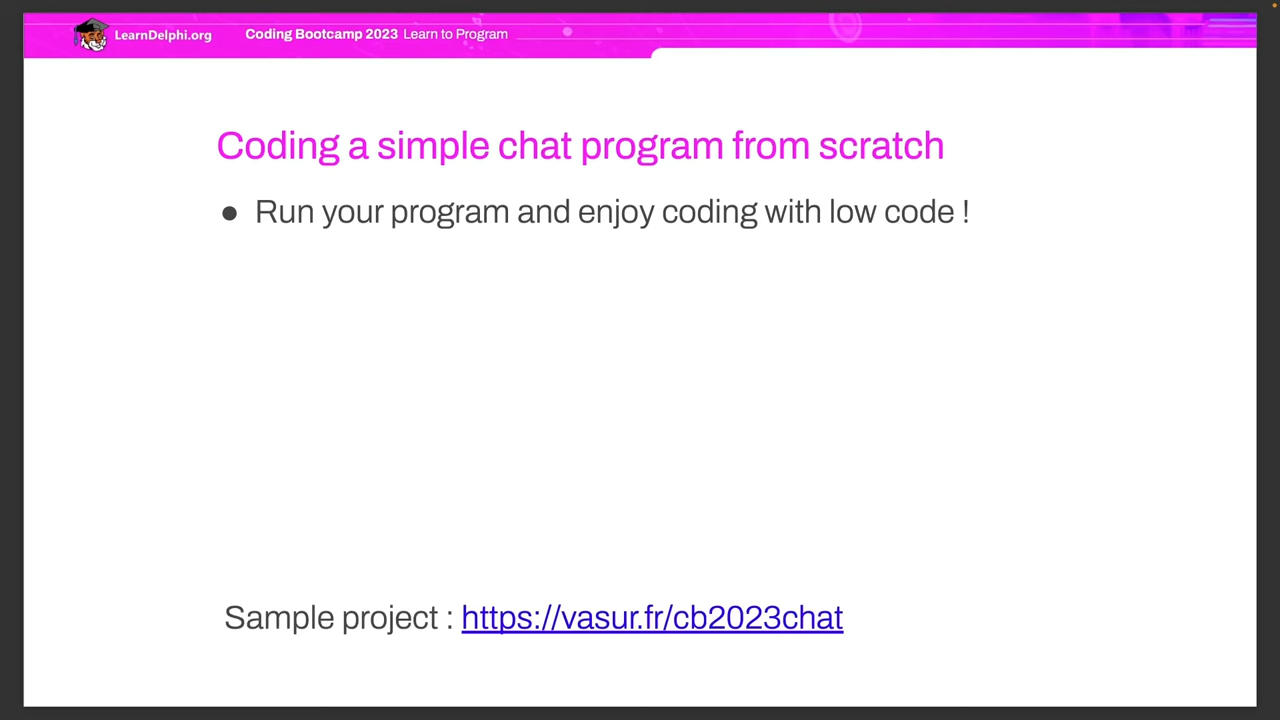 LearnDelphi.org
Coding Bootcamp 2023 Learn to Program
Coding a simple chat program from scratch
● Run your program and enjoy coding with low code !
Sample project : https://vasur.fr/cb2023chat